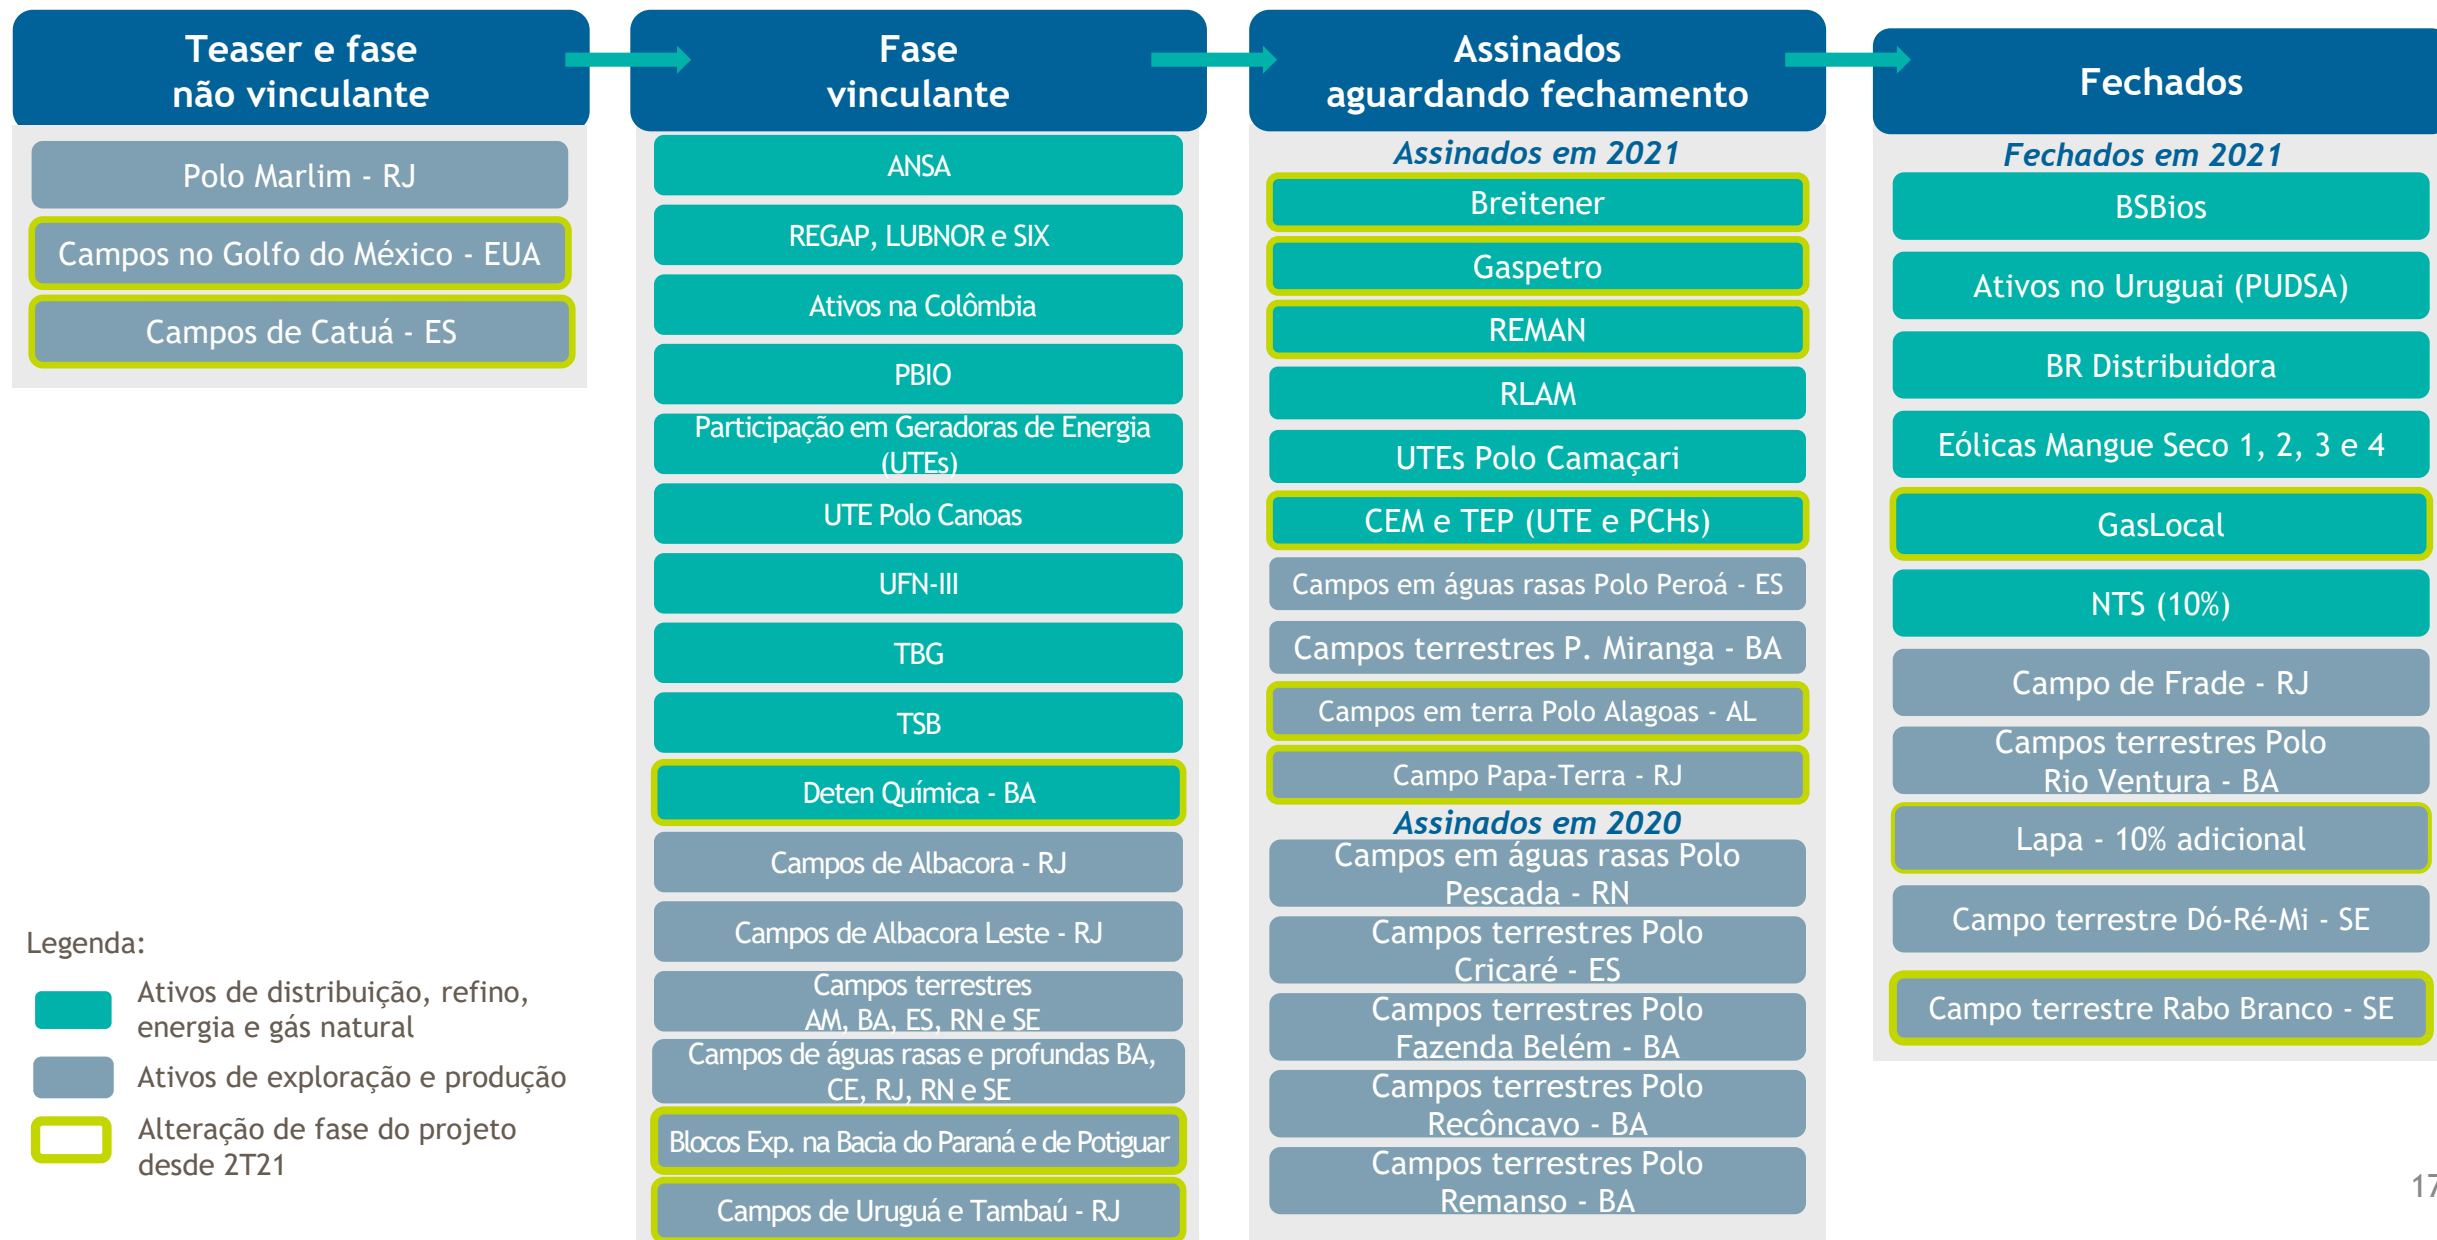 Teaser e fase
não vinculante
Polo Marlim - RJ
Campos no Golfo do México - EUA
Campos de Catuá - ES
Fase
vinculante
ANSA
REGAP, LUBNOR e SIX
Ativos na Colômbia
PBIO
Participação em Geradoras de Energia
(UTEs)
UTE Polo Canoas
UFN-III
TBG
TSB
Deten Química - BA
Campos de Albacora - RJ
Campos de Albacora Leste - RJ
Campos terrestres
AM, BA, ES, RN e SE
Campos de águas rasas e profundas BA,
CE, RJ, RN e SE
Blocos Exp. na Bacia do Paraná e de Potiguar
Campos de Uruguá e Tambaú - RJ
Assinados
aguardando fechamento
Assinados em 2021
Breitener
Gaspetro
REMAN
RLAM
UTEs Polo Camaçari
CEM e TEP (UTE e PCHs)
Campos em águas rasas Polo Peroá - ES
Campos terrestres P. Miranga - BA
Campos em terra Polo Alagoas - AL
Campo Papa-Terra - RJ
Assinados em 2020
Campos em águas rasas Polo
Pescada - RN
Campos terrestres Polo
Cricaré - ES
Campos terrestres Polo
Fazenda Belém - BA
Campos terrestres Polo
Recôncavo - BA
Campos terrestres Polo
Remanso - BA
Fechados
Fechados em 2021
BSBios
Ativos no Uruguai (PUDSA)
BR Distribuidora
Eólicas Mangue Seco 1, 2, 3 e 4
GasLocal
NTS (10%)
Campo de Frade - RJ
Campos terrestres Polo
Rio Ventura - BA
Lapa - 10% adicional
Campo terrestre Dó-Ré-Mi - SE
Campo terrestre Rabo Branco - SE
Legenda:
Ativos de distribuição, refino,
energia e gás natural
Ativos de exploração e produção
Alteração de fase do projeto
desde 2T21
17